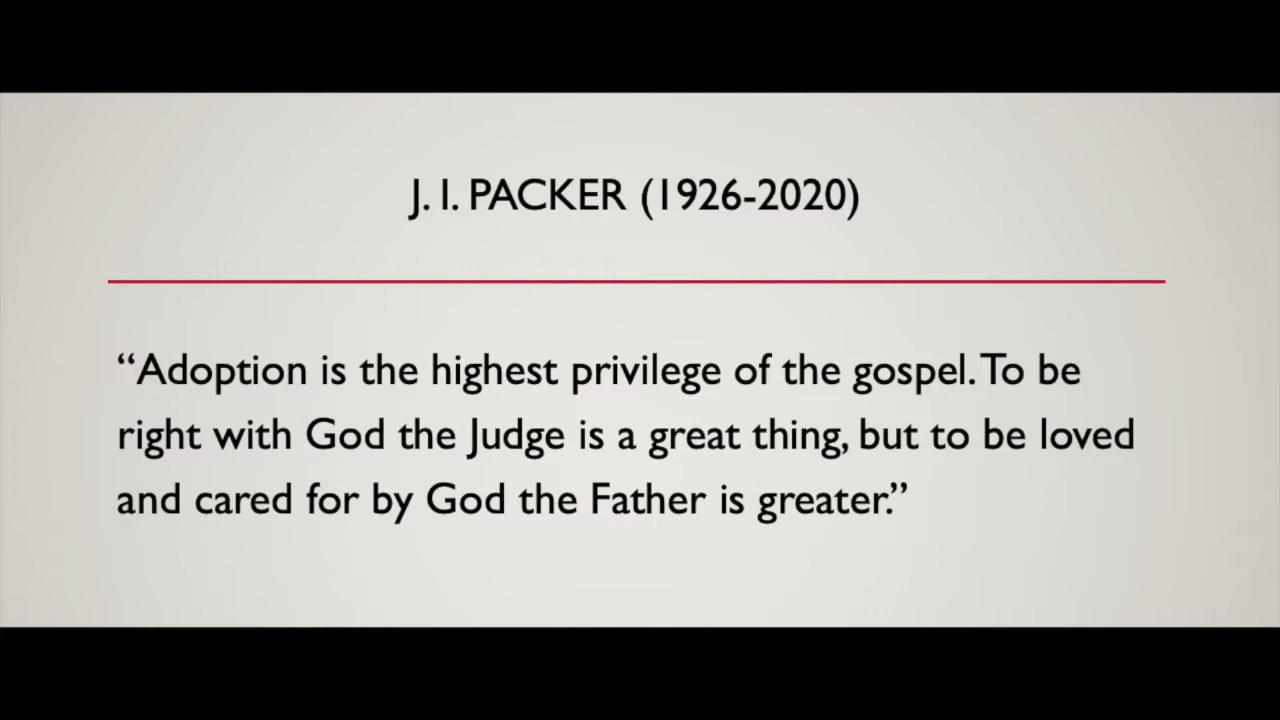 J. I. PACKER (1926-2020)
“Adoption is the highest privilege of the gospel. To be
right with God the Judge is a great thing, but to be loved
and cared for by God the Father is greater.”